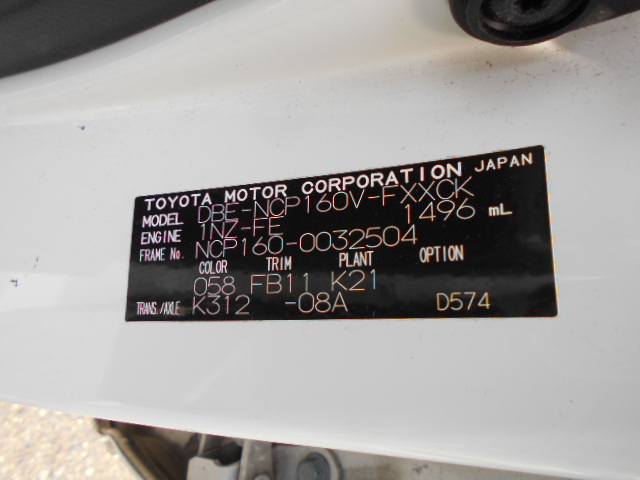 TOYOTA MOTOR CORPORATION JAPAN
MODEL DBE-NCP160V-FXXCK
ENGINE 1NZ-FE 1496 mL
FRAME No. NCP160-0032504
COLOR TRIM PLANT OPTION
058 FB11 K21
TRANS./AXLE K312 -08A D574